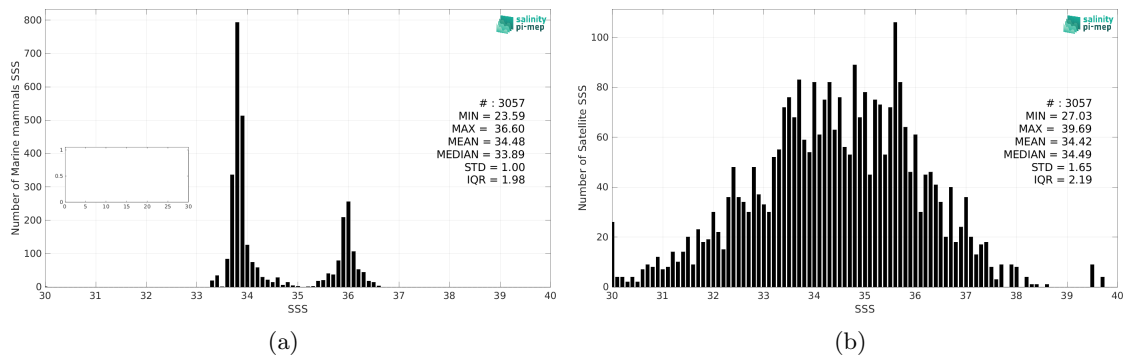 salinity
pi-mep
800
700
600
500
400
300
200
100
0
Number of Marine mammals SSS
# : 3057
MIN = 23.59
MAX = 36.60
MEAN = 34.48
MEDIAN = 33.89
STD = 1.00
IQR = 1.98
1
0.5
0
0 5 10 15 20 25 30
30 31 32 33 34 35 36 37 38 39 40
SSS
(a)
salinity
pi-mep
100
80
60
40
20
0
Number of Satellite SSS
# : 3057
MIN = 27.03
MAX = 39.69
MEAN = 34.42
MEDIAN = 34.49
STD = 1.65
IQR = 2.19
30 31 32 33 34 35 36 37 38 39 40
SSS
(b)